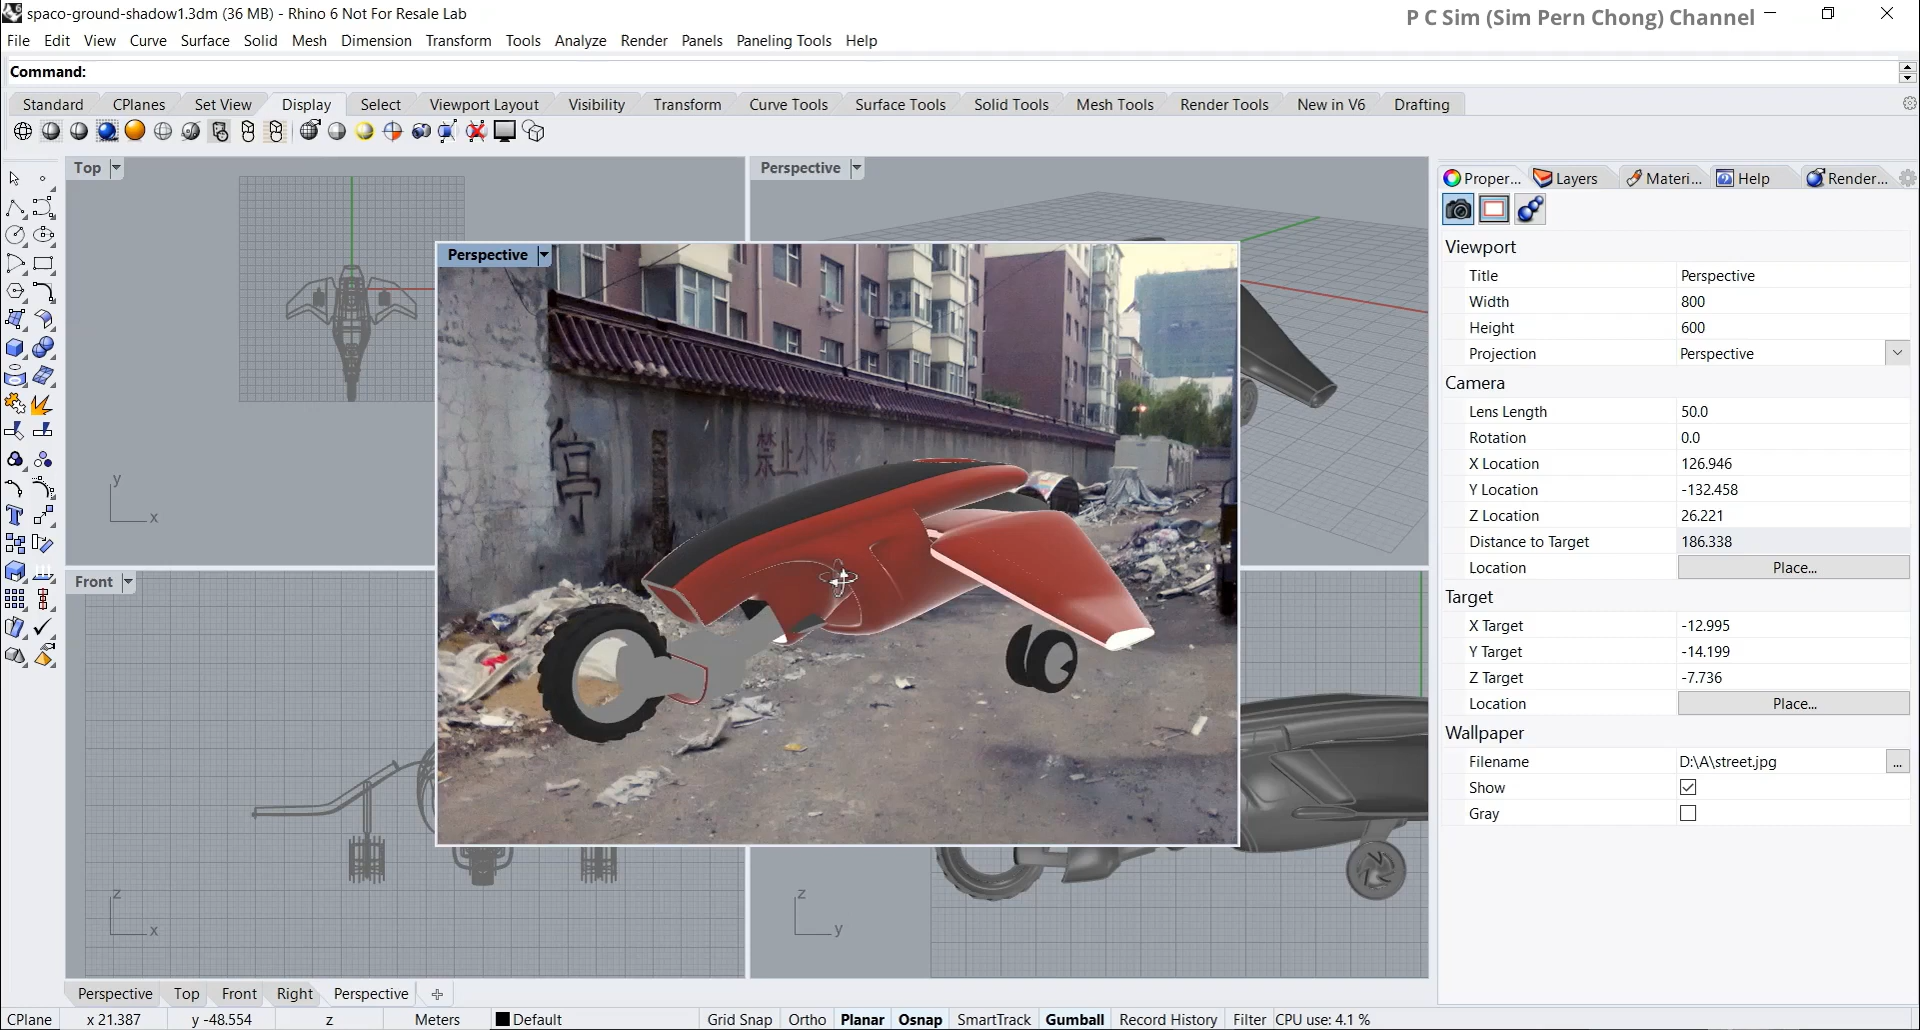 spaco-ground-shadow1.3dm (36 MB) - Rhino 6 Not For Resale Lab
P C Sim (Sim Pern Chong) Channel
File Edit View Curve Surface Solid Mesh Dimension Transform Tools Analyze Render Panels Paneling Tools Help
Command:
Standard CPlanes Set View Display Select Viewport Layout Visibility Transform Curve Tools Surface Tools Solid Tools Mesh Tools Render Tools New in V6 Drafting
Top
Perspective
Perspective
Front
y
x
z
x
z
y
停
禁止小便
Proper... Layers Materi... Help Render...
Viewport
Title Perspective
Width 800
Height 600
Projection Perspective
Camera
Lens Length 50.0
Rotation 0.0
X Location 126.946
Y Location -132.458
Z Location 26.221
Distance to Target 186.338
Location Place...
Target
X Target -12.995
Y Target -14.199
Z Target -7.736
Location Place...
Wallpaper
Filename D:\A\street.jpg ...
Show
Gray
Perspective Top Front Right Perspective
CPlane x 21.387 y -48.554 z Meters Default Grid Snap Ortho Planar Osnap SmartTrack Gumball Record History Filter CPU use: 4.1 %